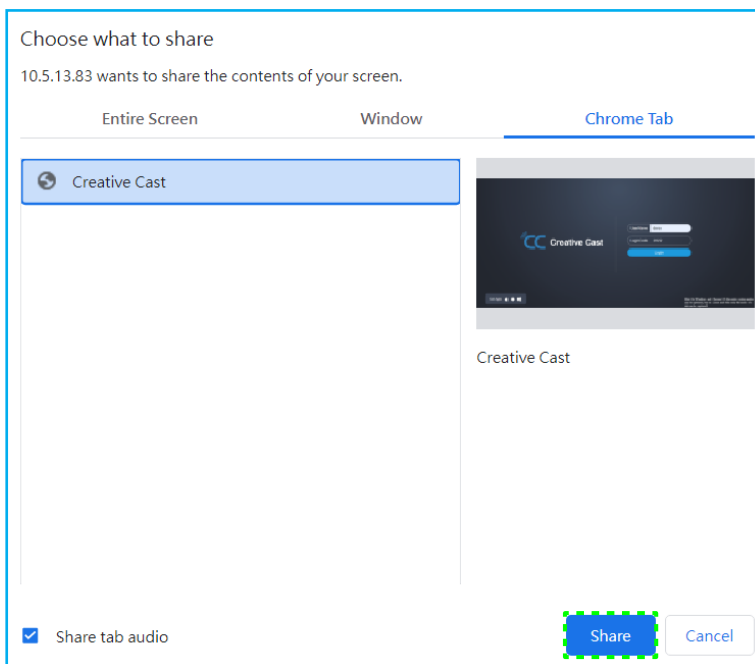 Choose what to share
10.5.13.83 wants to share the contents of your screen.
Entire Screen
Window
Chrome Tab
Creative Cast
CC Creative Cast
Creative Cast
Share tab audio
Share
Cancel